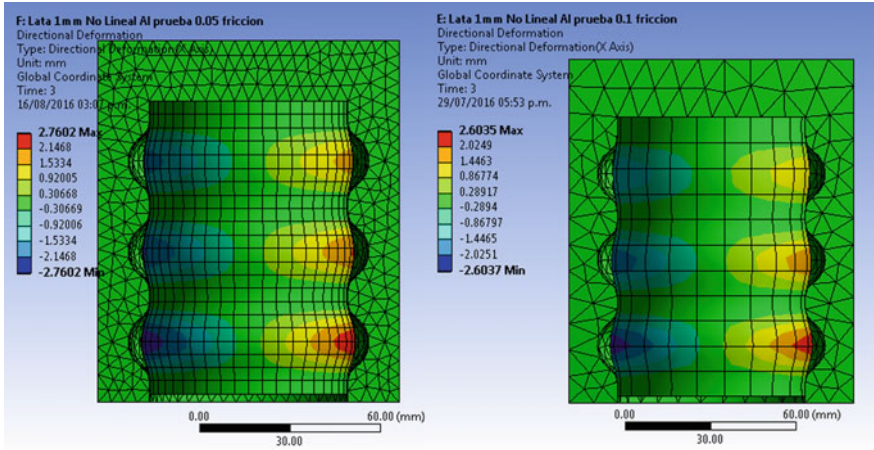 F: Lata 1mm No Lineal Al prueba 0.05 friccion
Directional Deformation
Type: Directional Deformation(X Axis)
Unit: mm
Global Coordinate System
Time: 3
16/08/2016 03:07 p.m.
2.7602 Max
2.1468
1.5334
0.92005
0.30668
-0.30669
-0.92006
-1.5334
-2.1468
-2.7602 Min
0.00
60.00 (mm)
30.00
E: Lata 1mm No Lineal Al prueba 0.1 friccion
Directional Deformation
Type: Directional Deformation(X Axis)
Unit: mm
Global Coordinate System
Time: 3
29/07/2016 05:53 p.m.
2.6035 Max
2.0249
1.4463
0.86774
0.28917
-0.2894
-0.86797
-1.4465
-2.0251
-2.6037 Min
0.00
60.00 (mm)
30.00